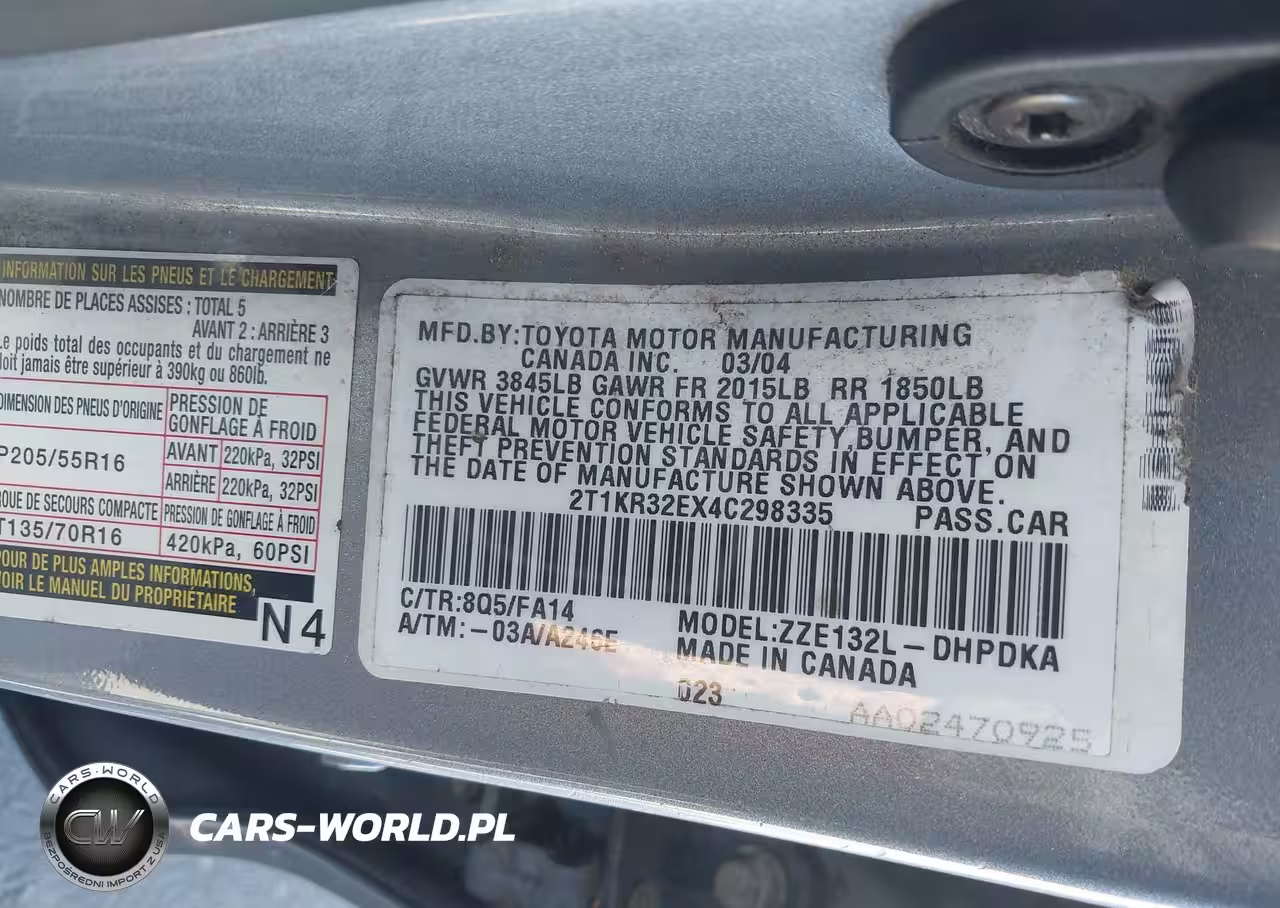 INFORMATION SUR LES PNEUS ET LE CHARGEMENT
NOMBRE DE PLACES ASSISES : TOTAL 5
AVANT 2 : ARRIÈRE 3
Le poids total des occupants et du chargement ne
doit jamais être supérieur à 390kg ou 860lb.
DIMENSION DES PNEUS D'ORIGINE
PRESSION DE
GONFLAGE À FROID
P205/55R16
AVANT 220kPa, 32PSI
ARRIÈRE 220kPa, 32PSI
ROUE DE SECOURS COMPACTE
PRESSION DE GONFLAGE À FROID
T135/70R16
420kPa, 60PSI
POUR DE PLUS AMPLES INFORMATIONS,
VOIR LE MANUEL DU PROPRIÉTAIRE
N4
MFD.BY:TOYOTA MOTOR MANUFACTURING
CANADA INC. 03/04
GVWR 3845LB GAWR FR 2015LB RR 1850LB
THIS VEHICLE CONFORMS TO ALL APPLICABLE
FEDERAL MOTOR VEHICLE SAFETY,BUMPER, AND
THEFT PREVENTION STANDARDS IN EFFECT ON
THE DATE OF MANUFACTURE SHOWN ABOVE.
2T1KR32EX4C298335 PASS.CAR
C/TR:8Q5/FA14
A/TM:-03A/A246E
MODEL:ZZE132L-DHPDKA
MADE IN CANADA
023
AA02470925
CARS-WORLD
CW
BEZPOŚREDNI IMPORT Z USA
CARS-WORLD.PL